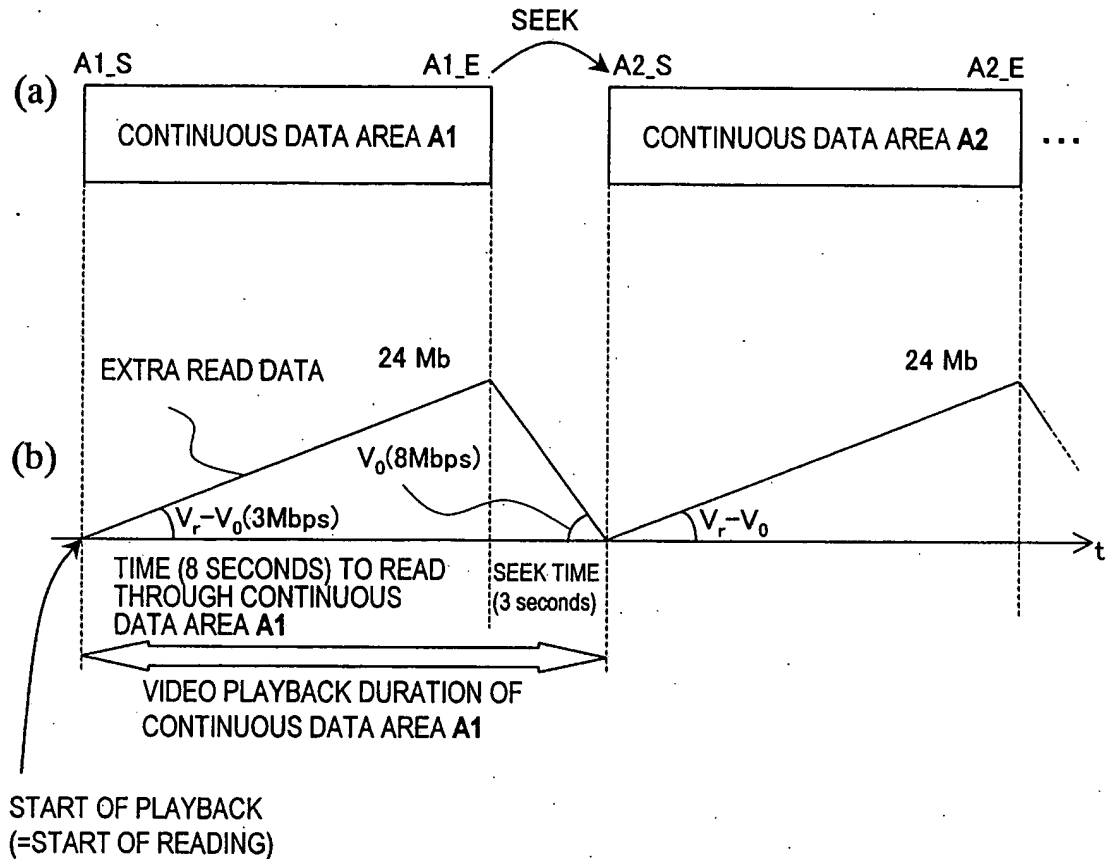 SEEK
A1_S
A1_E
A2_S
A2_E
(a)
CONTINUOUS DATA AREA A1
CONTINUOUS DATA AREA A2
...
24 Mb
24 Mb
EXTRA READ DATA
(b)
V₀(8Mbps)
Vᵣ-V₀(3Mbps)
Vᵣ-V₀
t
TIME (8 SECONDS) TO READ
THROUGH CONTINUOUS
DATA AREA A1
SEEK TIME
(3 seconds)
VIDEO PLAYBACK DURATION OF
CONTINUOUS DATA AREA A1
START OF PLAYBACK
(=START OF READING)